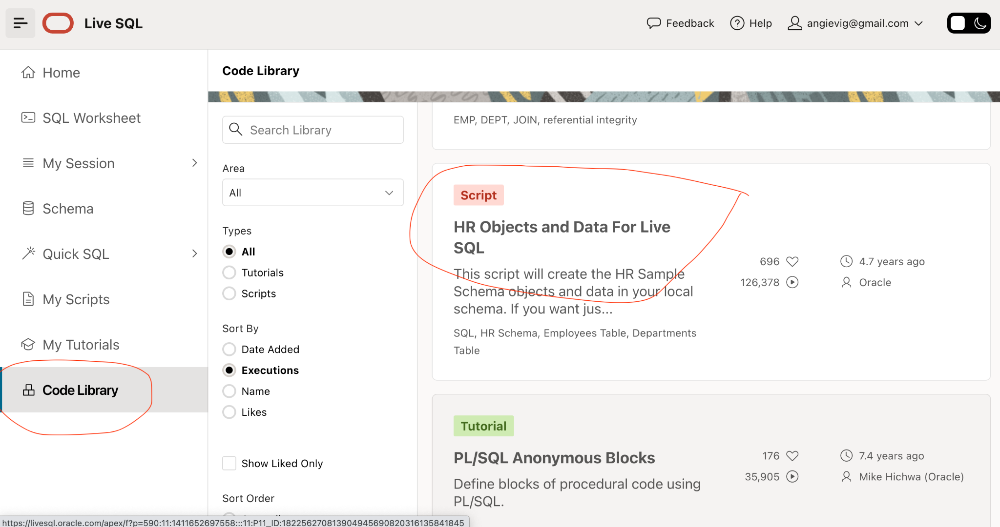 Live SQL
Feedback
Help
angievig@gmail.com
Home
SQL Worksheet
My Session
Schema
Quick SQL
My Scripts
My Tutorials
Code Library
Code Library
Search Library
Area
All
Types
All
Tutorials
Scripts
Sort By
Date Added
Executions
Name
Likes
Show Liked Only
Sort Order
EMP, DEPT, JOIN, referential integrity
Script
HR Objects and Data For Live
SQL
This script will create the HR Sample
Schema objects and data in your local
schema. If you want jus...
SQL, HR Schema, Employees Table, Departments
Table
696
126,378
4.7 years ago
Oracle
Tutorial
PL/SQL Anonymous Blocks
Define blocks of procedural code using
PL/SQL.
176
35,905
7.4 years ago
Mike Hichwa (Oracle)
https://livesql.oracle.com/apex/f?p=590:11:1411652697558:::11:P11_ID:182256270813904945690820316135841845